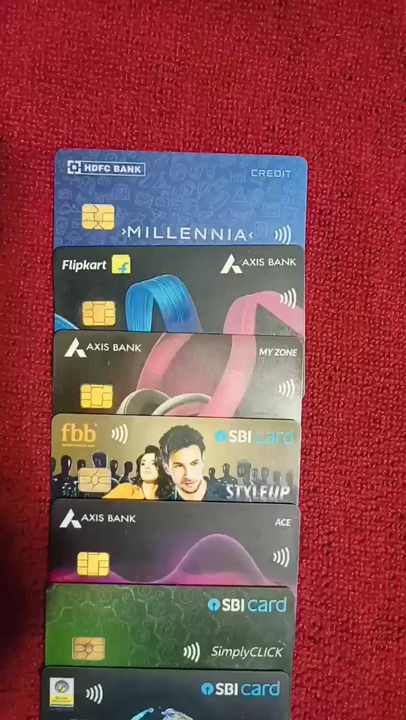 HDFC BANK
CREDIT
MILLENNIA
Flipkart
AXIS BANK
AXIS BANK
MY ZONE
fbb
SBI card
STYLEUP
AXIS BANK
ACE
SBI card
SimplyCLICK
SBI card